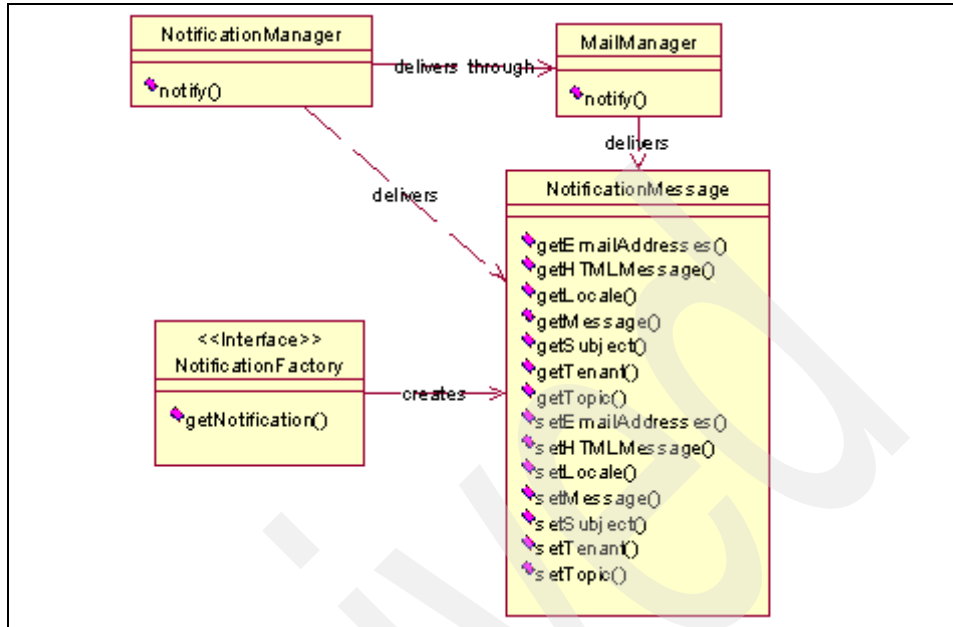 NotificationManager
notify()
delivers through
MailManager
notify()
delivers
delivers
NotificationMessage
getEmailAddresses()
getHTMLMessage()
getLocale()
getMessage()
getSubject()
getTenant()
getTopic()
setEmailAddresses()
setHTMLMessage()
setLocale()
setMessage()
setSubject()
setTenant()
setTopic()
<<Interface>>
NotificationFactory
getNotification()
creates
ived